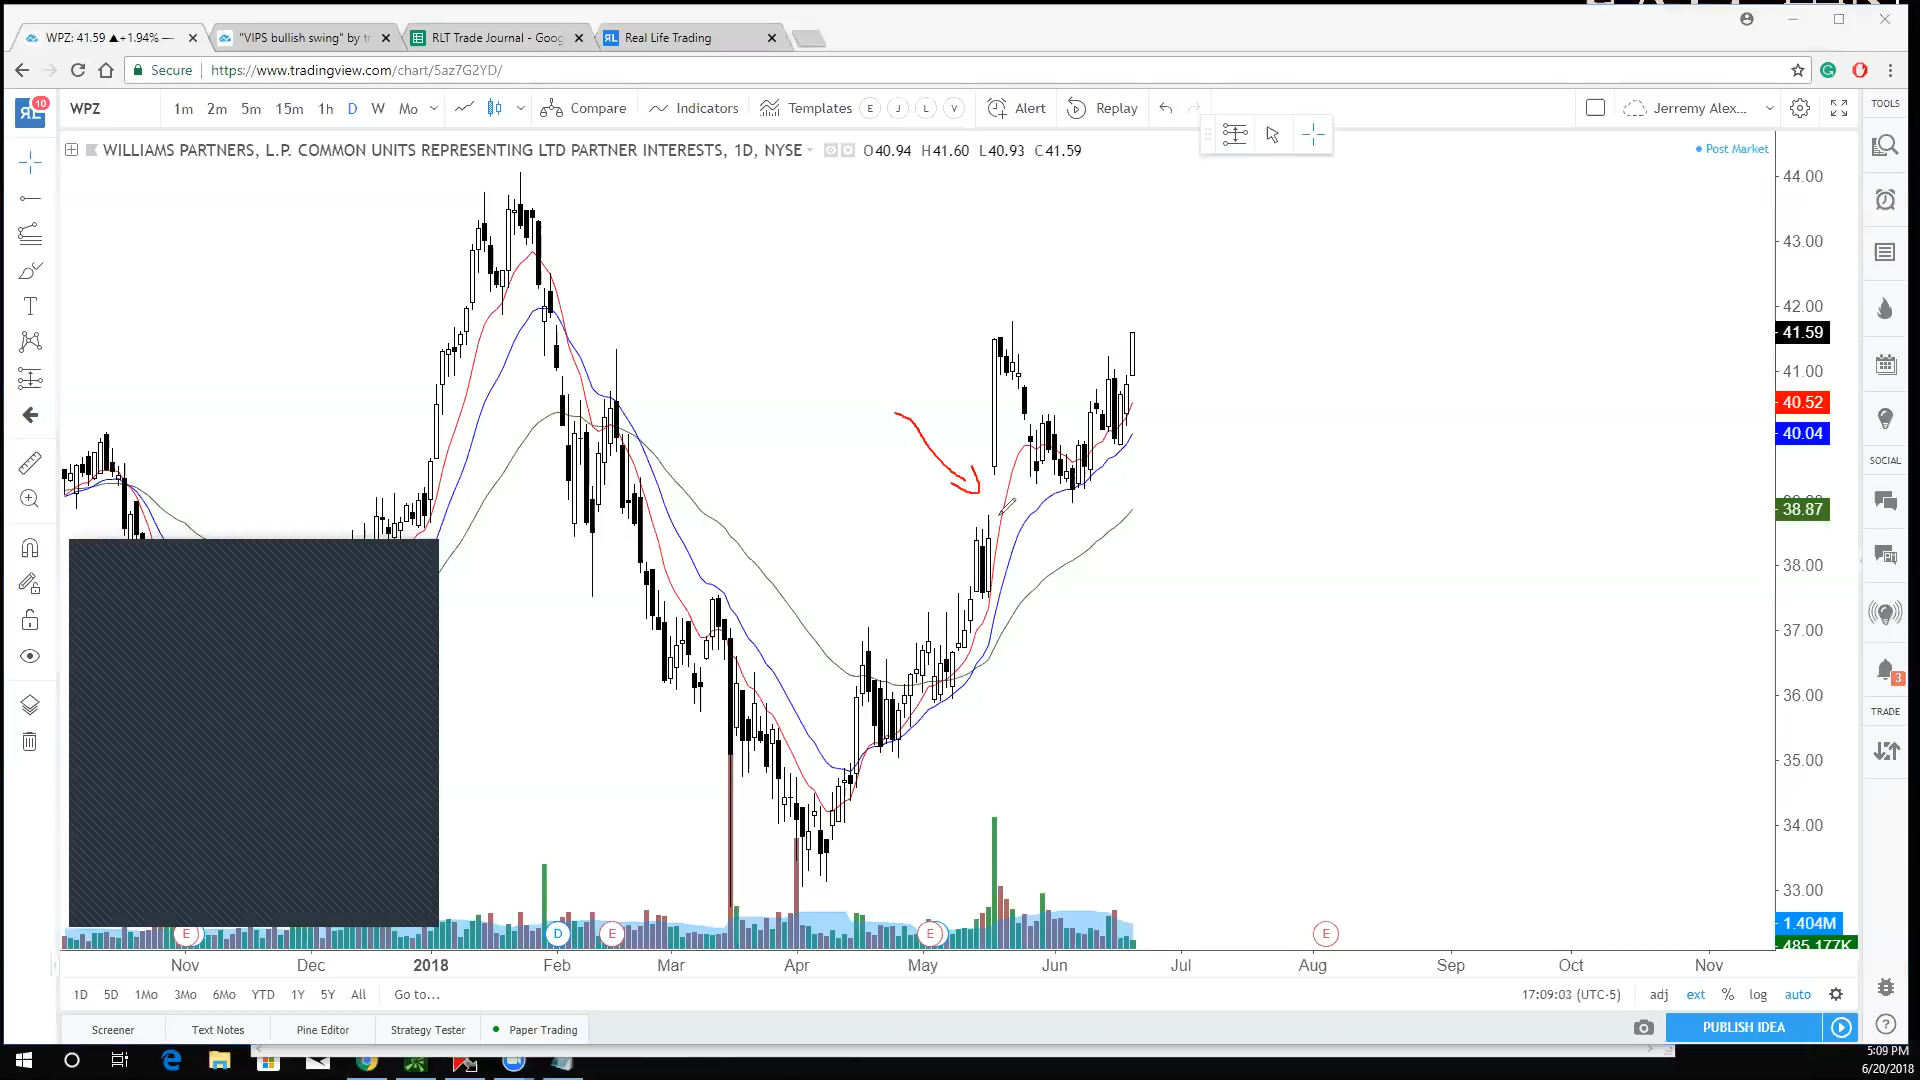 WPZ: 41.59 ▲+1.94% —
"VIPS bullish swing" by tr
RLT Trade Journal - Goog
Real Life Trading
Secure
https://www.tradingview.com/chart/5az7G2YD/
10
WPZ
1m 2m 5m 15m 1h D W Mo
Compare
Indicators
Templates E J L V
Alert
Replay
Jerremy Alex...
TOOLS
WILLIAMS PARTNERS, L.P. COMMON UNITS REPRESENTING LTD PARTNER INTERESTS, 1D, NYSE
O40.94 H41.60 L40.93 C41.59
Post Market
44.00
43.00
42.00
41.59
41.00
40.52
40.04
38.87
38.00
37.00
36.00
35.00
34.00
33.00
1.404M
485.177K
SOCIAL
3
TRADE
E D E E E
Nov Dec 2018 Feb Mar Apr May Jun Jul Aug Sep Oct Nov
1D 5D 1Mo 3Mo 6Mo YTD 1Y 5Y All Go to...
17:09:03 (UTC-5) adj ext % log auto
Screener Text Notes Pine Editor Strategy Tester Paper Trading
PUBLISH IDEA
5:09 PM
6/20/2018